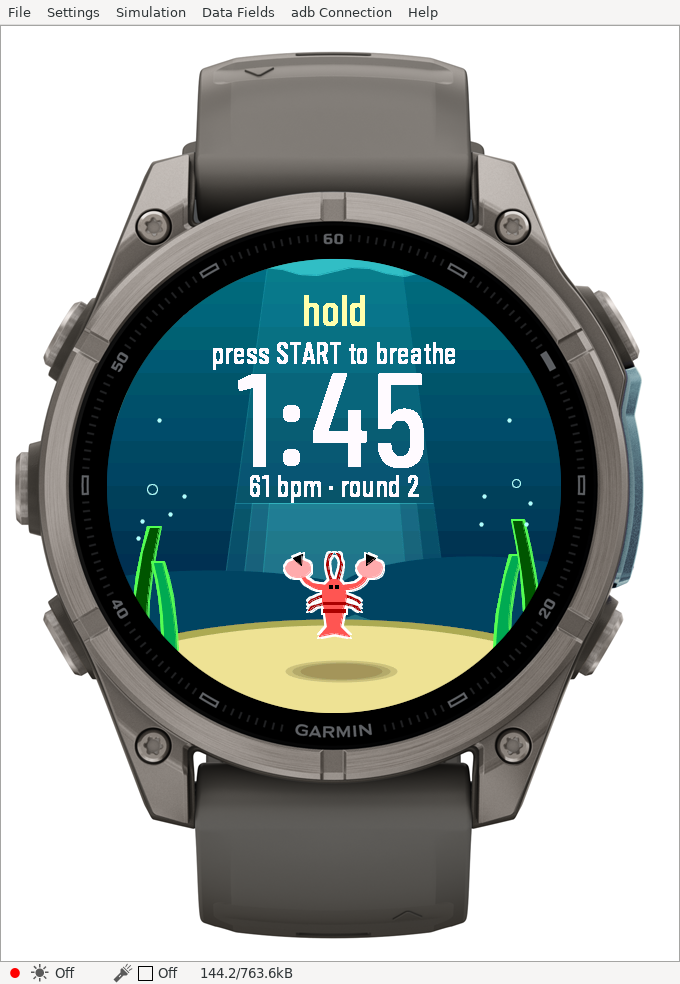 File Settings Simulation Data Fields adb Connection Help
60
hold
50
press START to breathe
1:45
61 bpm · round 2
40
20
GARMIN
Off Off 144.2/763.6kB